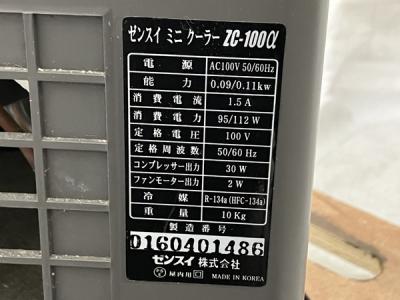 ゼンスイ ミニ クーラー ZC-100α
電源 AC100V 50/60Hz
能力 0.09/0.11kw
消費電流 1.5 A
消費電力 95/112 W
定格電圧 100 V
定格周波数 50/60 Hz
コンプレッサー出力 30 W
ファンモーター出力 2 W
冷媒 R-134a (HFC-134a)
重量 10 Kg
製造番号
0160401486
ゼンスイ 株式会社
屋内用 MADE IN KOREA